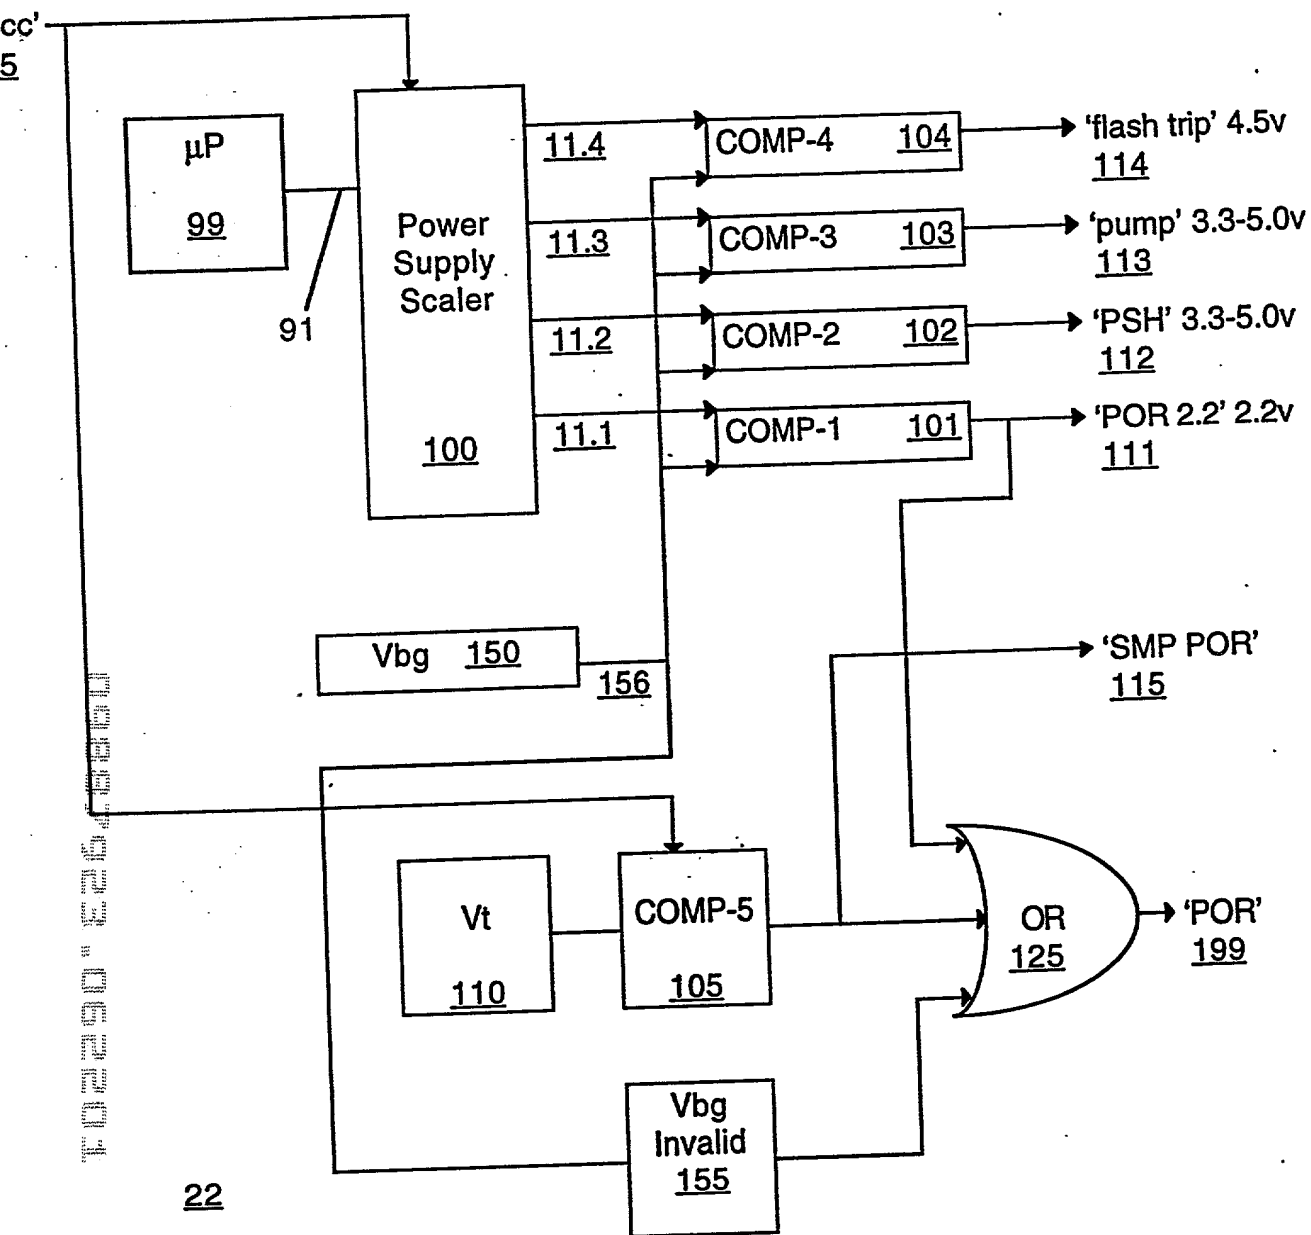 cc'
5
µP
99
91
Power
Supply
Scaler
100
11.4
11.3
11.2
11.1
COMP-4 104
COMP-3 103
COMP-2 102
COMP-1 101
'flash trip' 4.5v
114
'pump' 3.3-5.0v
113
'PSH' 3.3-5.0v
112
'POR 2.2' 2.2v
111
Vbg 150
156
'SMP POR'
115
Vt
110
COMP-5
105
OR
125
'POR'
199
Vbg
Invalid
155
22